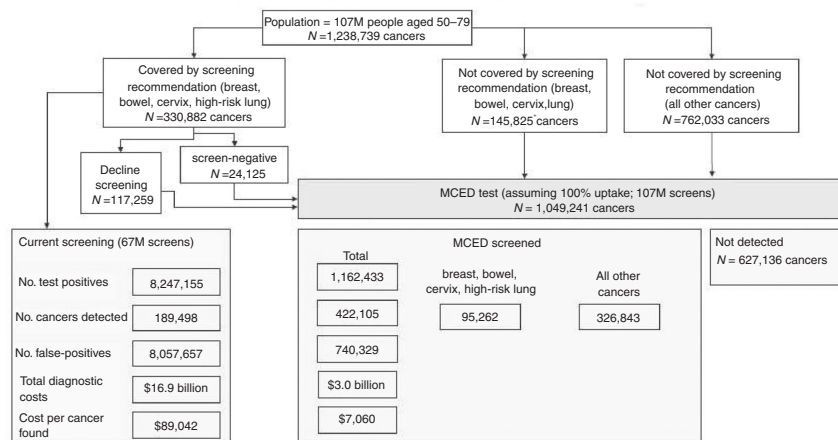 Population = 107M people aged 50–79
N =1,238,739 cancers
Covered by screening
recommendation (breast,
bowel, cervix, high-risk lung)
N =330,882 cancers
Not covered by screening
recommendation (breast,
bowel, cervix,lung)
N =145,825*cancers
Not covered by screening
recommendation
(all other cancers)
N =762,033 cancers
Decline
screening
N =117,259
screen-negative
N =24,125
MCED test (assuming 100% uptake; 107M screens)
N = 1,049,241 cancers
Current screening (67M screens)
No. test positives
8,247,155
No. cancers detected
189,498
No. false-positives
8,057,657
Total diagnostic
costs
$16.9 billion
Cost per cancer
found
$89,042
MCED screened
Total
1,162,433
422,105
740,329
$3.0 billion
$7,060
breast, bowel,
cervix, high-risk lung
95,262
All other
cancers
326,843
Not detected
N = 627,136 cancers